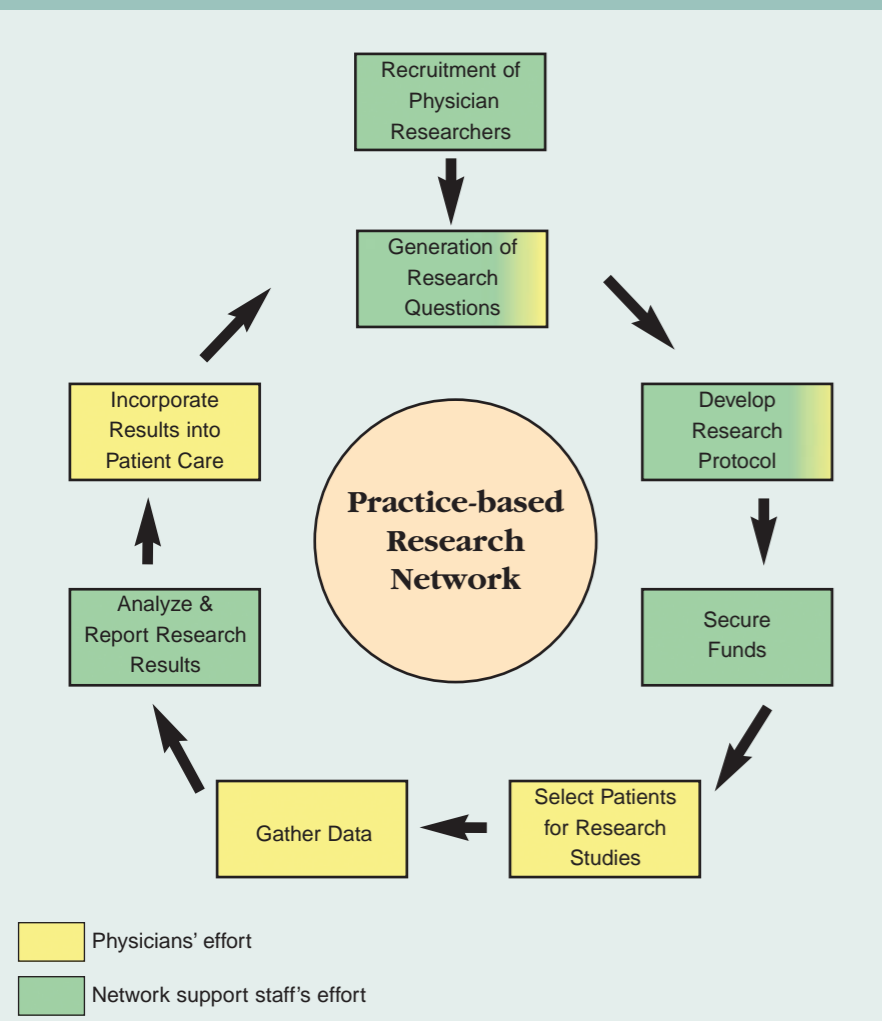 Recruitment of
Physician
Researchers
Generation of
Research
Questions
Develop
Research
Protocol
Secure
Funds
Select Patients
for Research
Studies
Gather Data
Analyze &
Report Research
Results
Incorporate
Results into
Patient Care
Practice-based
Research
Network
Physicians’ effort
Network support staff’s effort